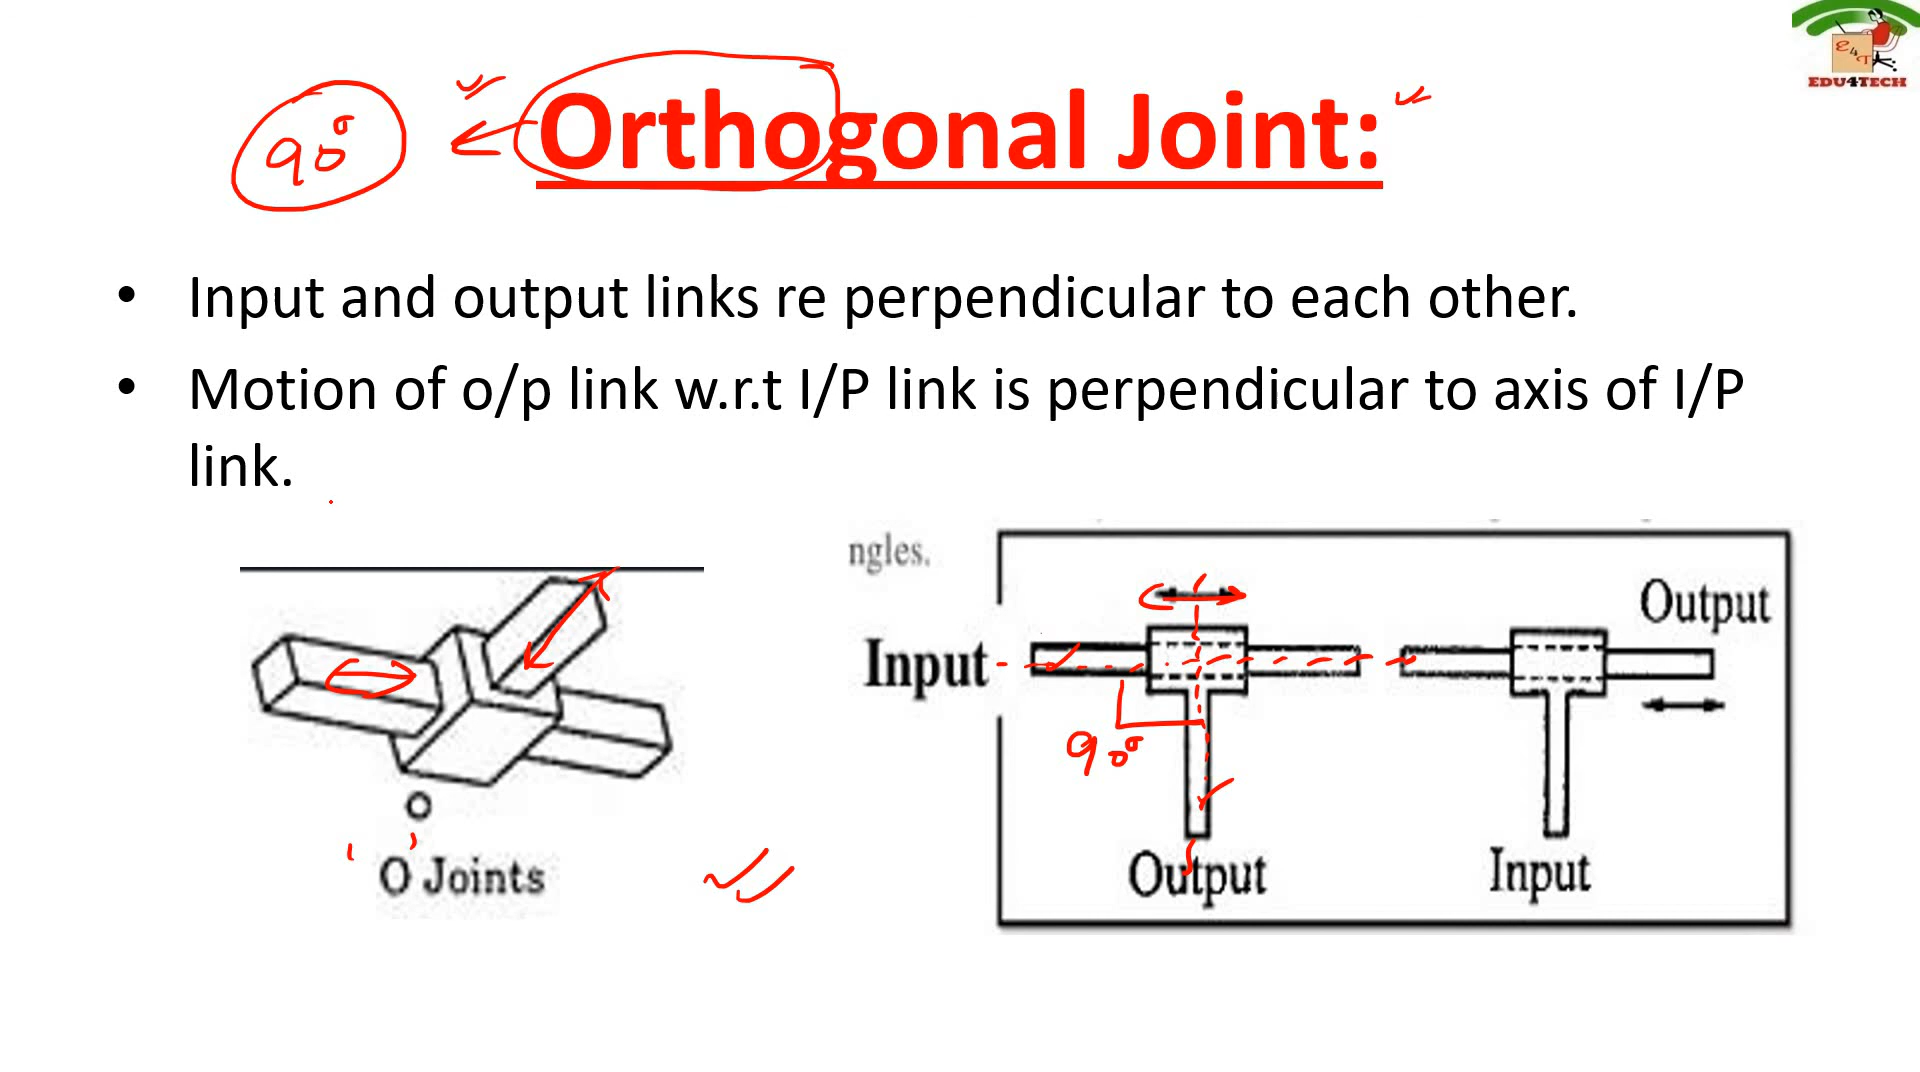 EDU4TECH
90°
Orthogonal Joint:
• Input and output links re perpendicular to each other.
• Motion of o/p link w.r.t I/P link is perpendicular to axis of I/P
link.
ngles.
Input
90°
Output
Output
Input
O
O Joints